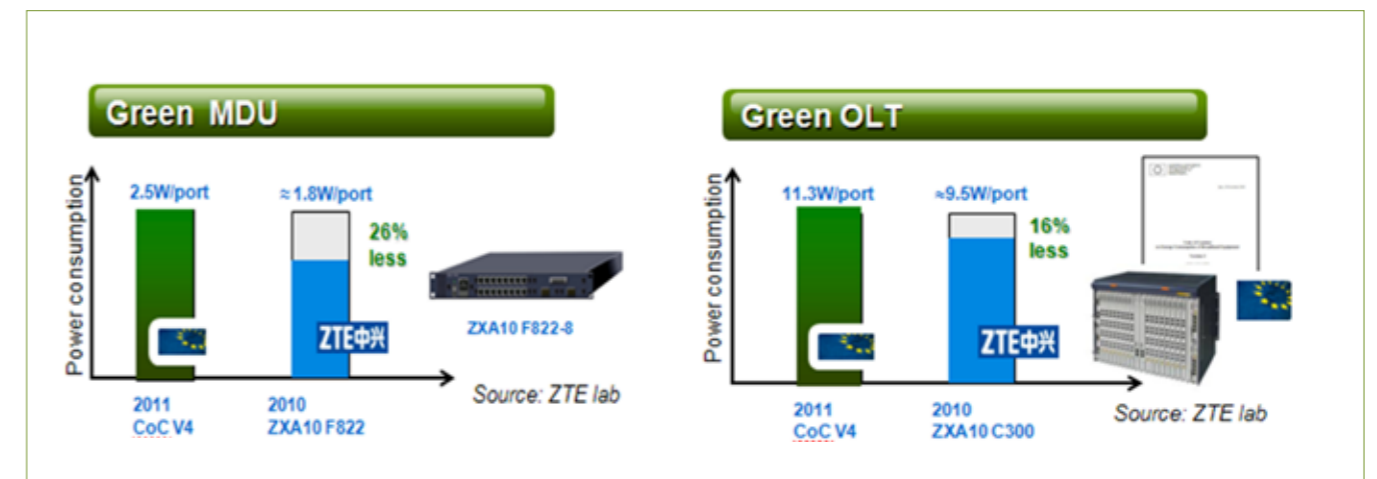 Green MDU
Power consumption
2.5W/port
≈1.8W/port
26%
less
ZTE中兴
ZXA10 F822-8
2011
CoC V4
2010
ZXA10 F822
Source: ZTE lab
Green OLT
Power consumption
11.3W/port
≈9.5W/port
16%
less
ZTE中兴
2011
CoC V4
2010
ZXA10 C300
Source: ZTE lab